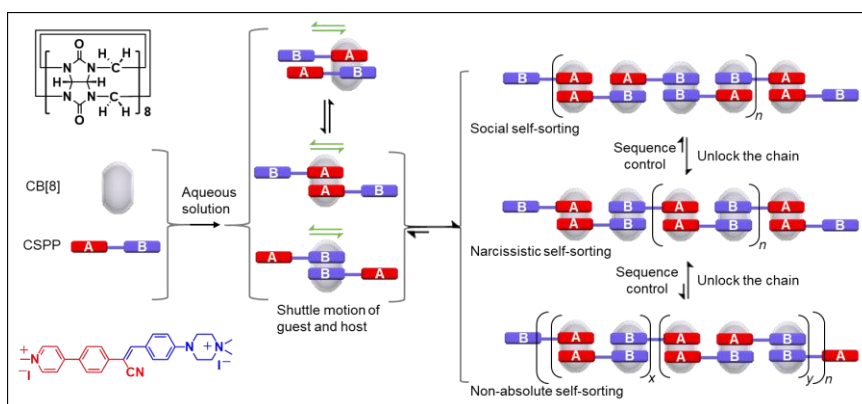 O
H H
N N C
H H
N N C
O
H H
8
CB[8]
CSPP
A B
N
+
I
−
CN
N
N
+
I−
Aqueous
solution
B A
A B
B A
A B
A B
B A
Shuttle motion of
guest and host
B A A B B A
A B B A A B
n
Social self-sorting
Sequence
control
Unlock the chain
B A B A B A
A B A B A B
n
Narcissistic self-sorting
Sequence
control
Unlock the chain
B A B A A B
A B A B B A
x
y
n
Non-absolute self-sorting